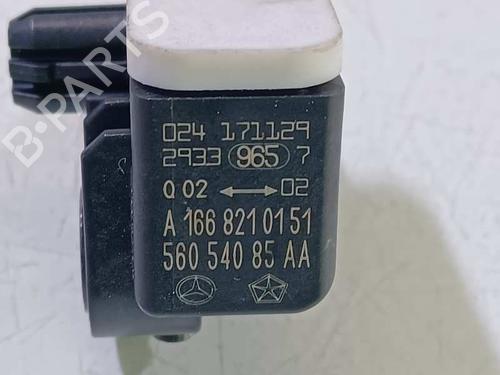 B-PARTS
024 171129
2933 965 7
Q 02 ↔ 02
A 166 821 01 51
560 540 85 AA